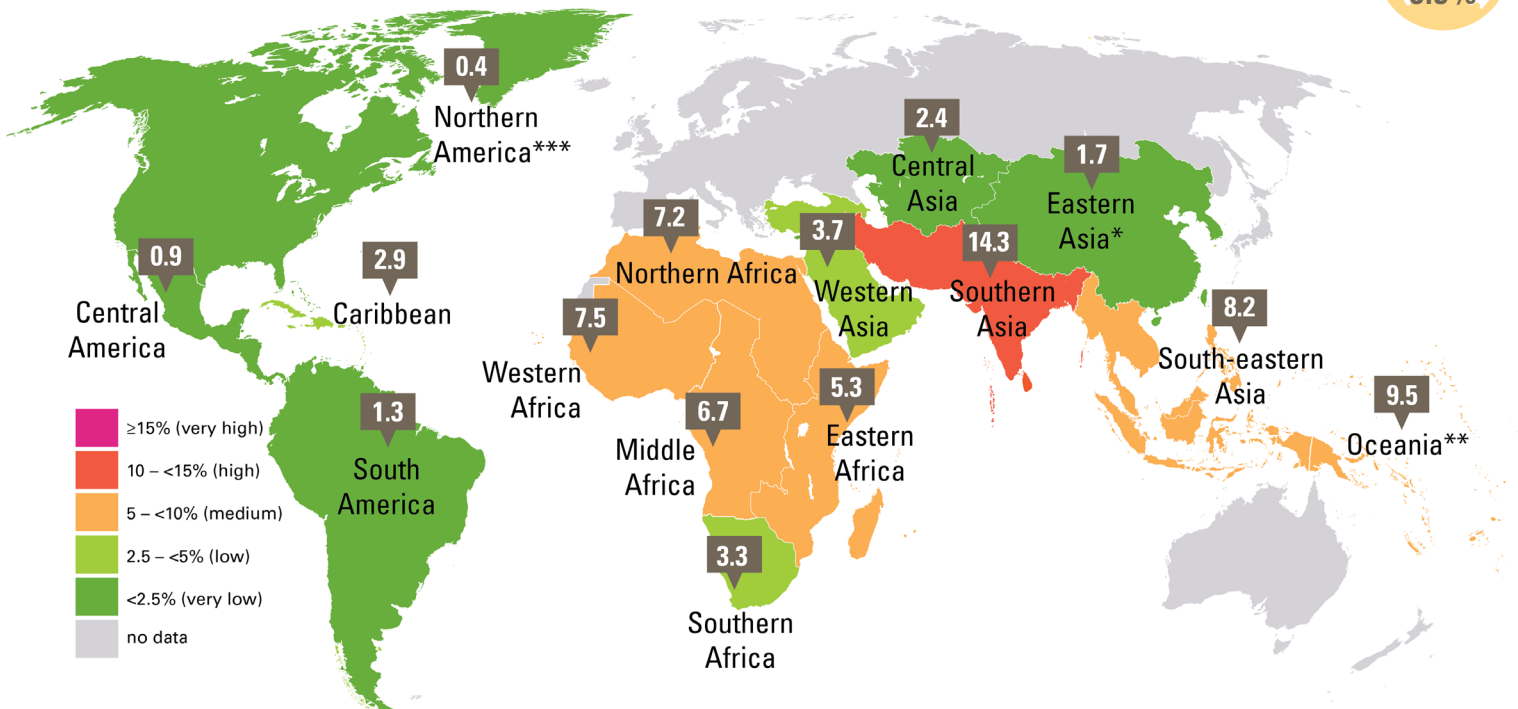 0.4
Northern
America***
2.4
Central
Asia
1.7
Eastern
Asia*
7.2
Northern Africa
3.7
Western
Asia
14.3
Southern
Asia
0.9
Central
America
2.9
Caribbean
7.5
Western
Africa
8.2
South-eastern
Asia
1.3
South
America
6.7
Middle
Africa
5.3
Eastern
Africa
9.5
Oceania**
3.3
Southern
Africa
≥15% (very high)
10 – <15% (high)
5 – <10% (medium)
2.5 – <5% (low)
<2.5% (very low)
no data